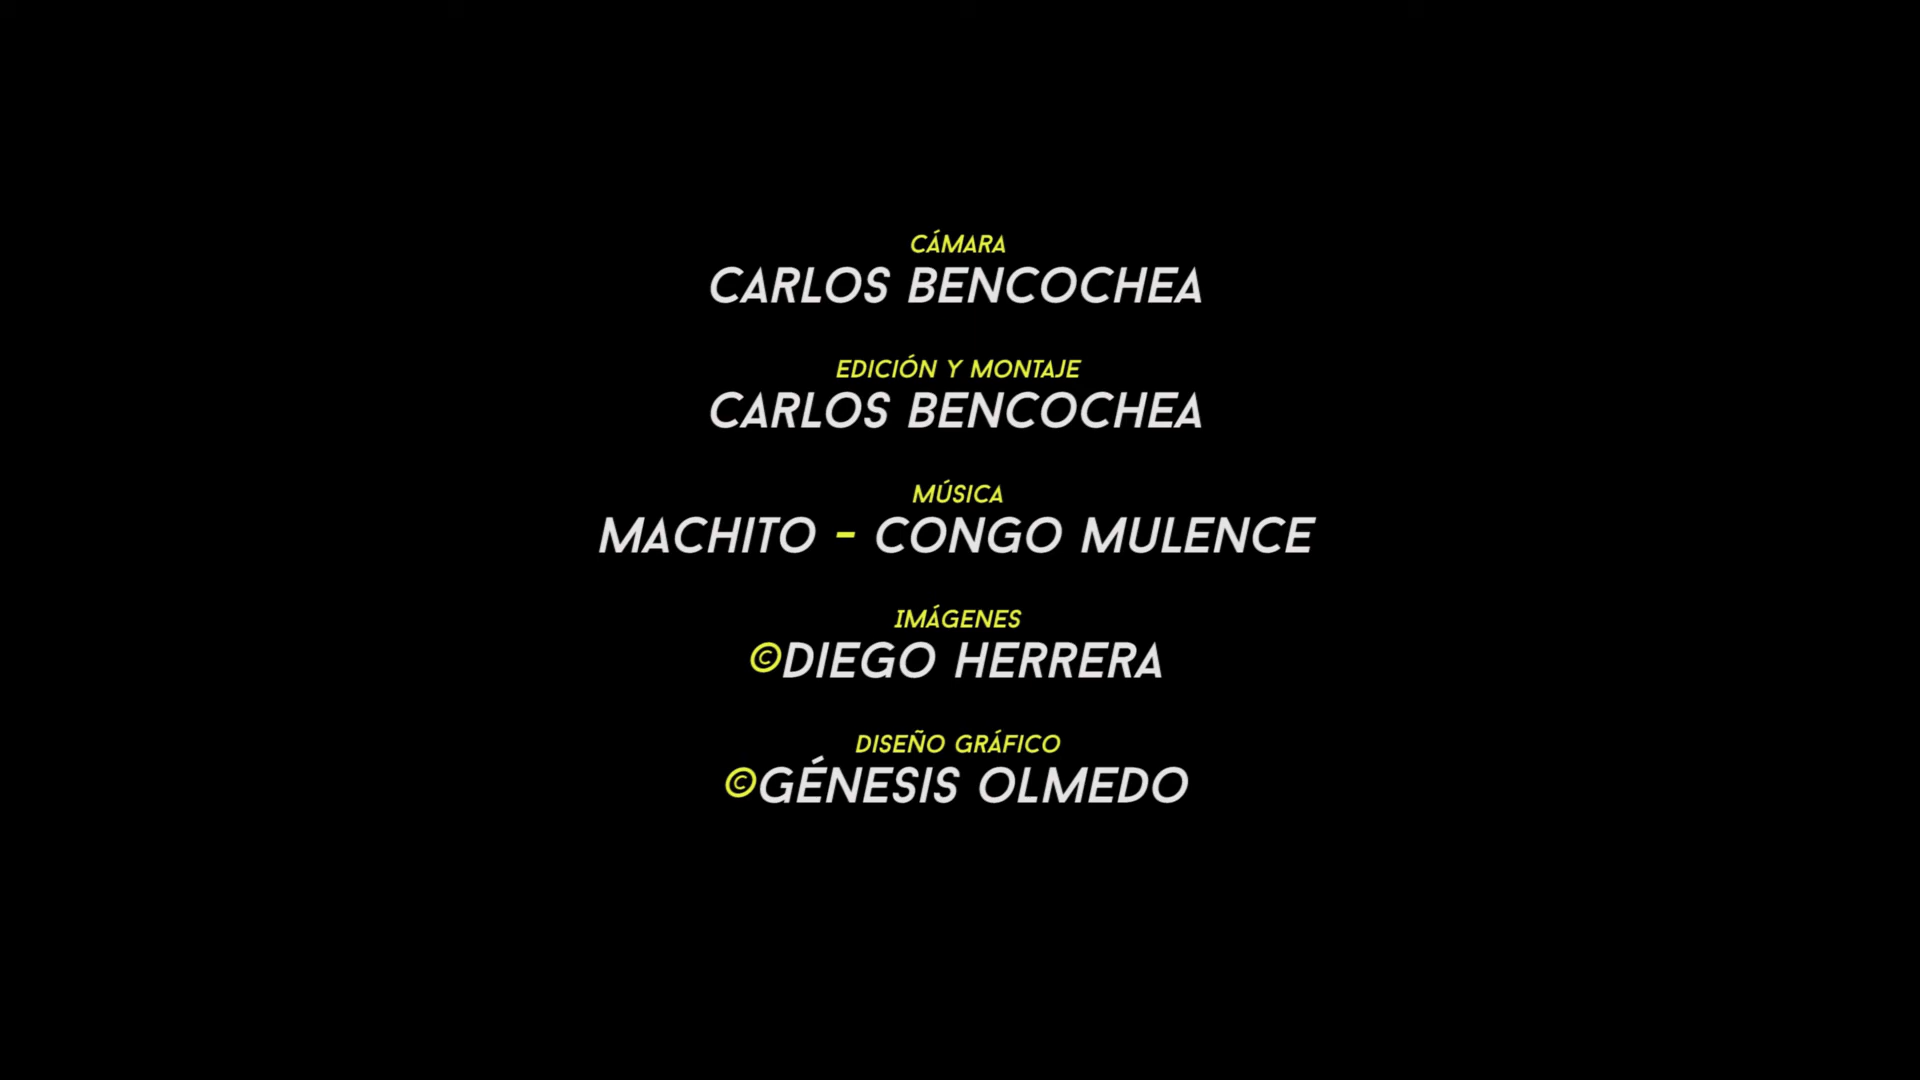 CÁMARA
CARLOS BENCOCHEA
EDICIÓN Y MONTAJE
CARLOS BENCOCHEA
MÚSICA
MACHITO - CONGO MULENCE
IMÁGENES
©DIEGO HERRERA
DISEÑO GRÁFICO
©GÉNESIS OLMEDO